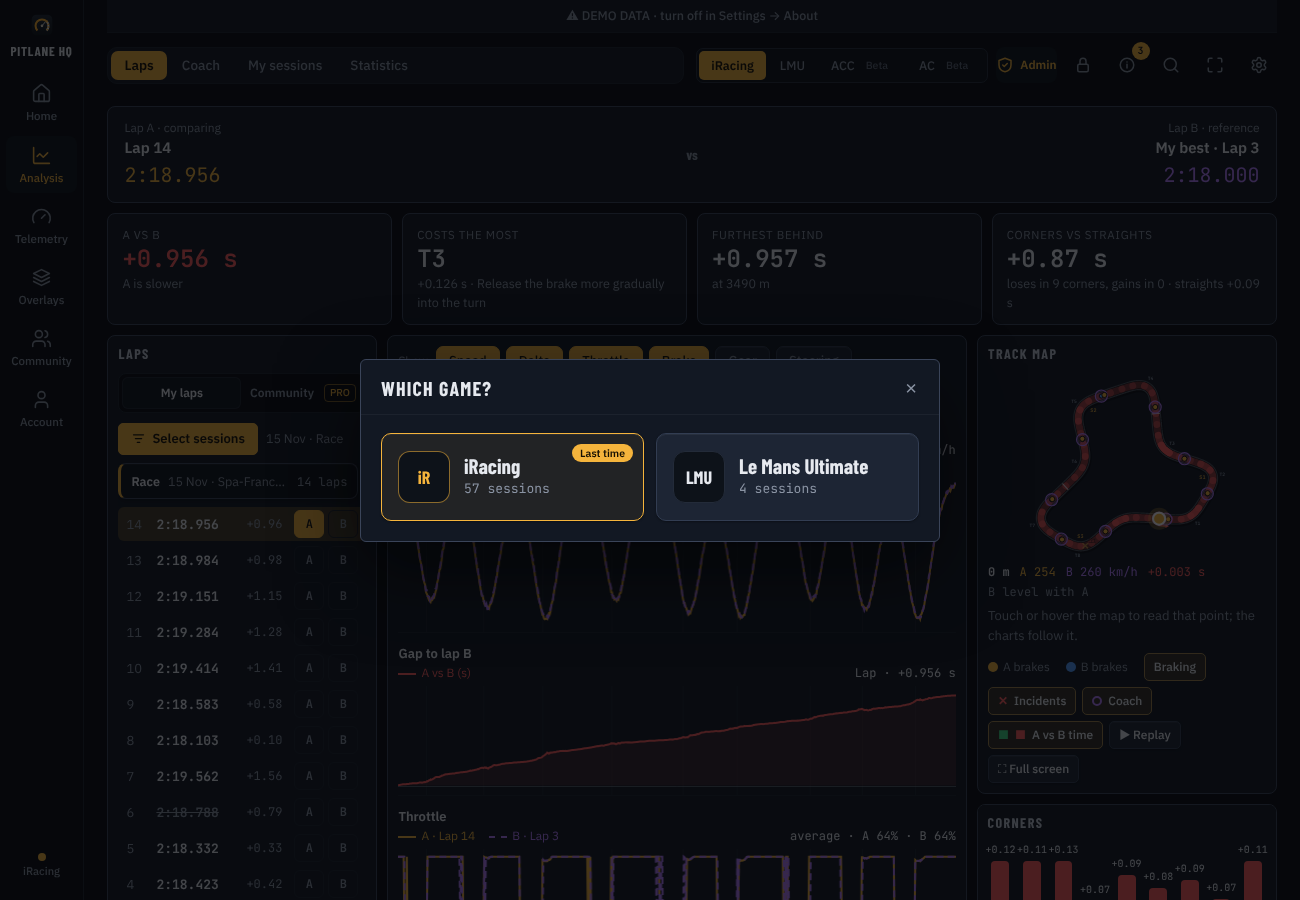 ⚠ DEMO DATA · turn off in Settings → About
PITLANE HQ
Home
Analysis
Telemetry
Overlays
Community
Account
iRacing
Laps Coach My sessions Statistics
iRacing LMU ACC Beta AC Beta
Admin
3
Lap A · comparing
Lap 14
2:18.956
vs
Lap B · reference
My best · Lap 3
2:18.000
A VS B
+0.956 s
A is slower
COSTS THE MOST
T3
+0.126 s · Release the brake more gradually
into the turn
FURTHEST BEHIND
+0.957 s
at 3490 m
CORNERS VS STRAIGHTS
+0.87 s
loses in 9 corners, gains in 0 · straights +0.09
s
LAPS
My laps Community PRO
Select sessions 15 Nov · Race
Race 15 Nov · Spa-Franc... 14 laps
14 2:18.956 +0.96 A B
13 2:18.984 +0.98 A B
12 2:19.151 +1.15 A B
11 2:19.284 +1.28 A B
10 2:19.414 +1.41 A B
9 2:18.583 +0.58 A B
8 2:18.103 +0.10 A B
7 2:19.562 +1.56 A B
6 2:18.788 +0.79 A B
5 2:18.332 +0.33 A B
4 2:18.423 +0.42 A B
Speed Delta Throttle Brake Gear Steering
WHICH GAME?
iR
iRacing
57 sessions
Last time
LMU
Le Mans Ultimate
4 sessions
Gap to lap B
A vs B (s)
Lap · +0.956 s
Throttle
A · Lap 14 B · Lap 3
average · A 64% · B 64%
TRACK MAP
0 m A 254 B 260 km/h +0.003 s
B level with A
Touch or hover the map to read that point; the
charts follow it.
A brakes B brakes Braking
Incidents Coach
A vs B time Replay
Full screen
CORNERS
+0.12 +0.11 +0.13 +0.07 +0.09 +0.08 +0.09 +0.07 +0.11